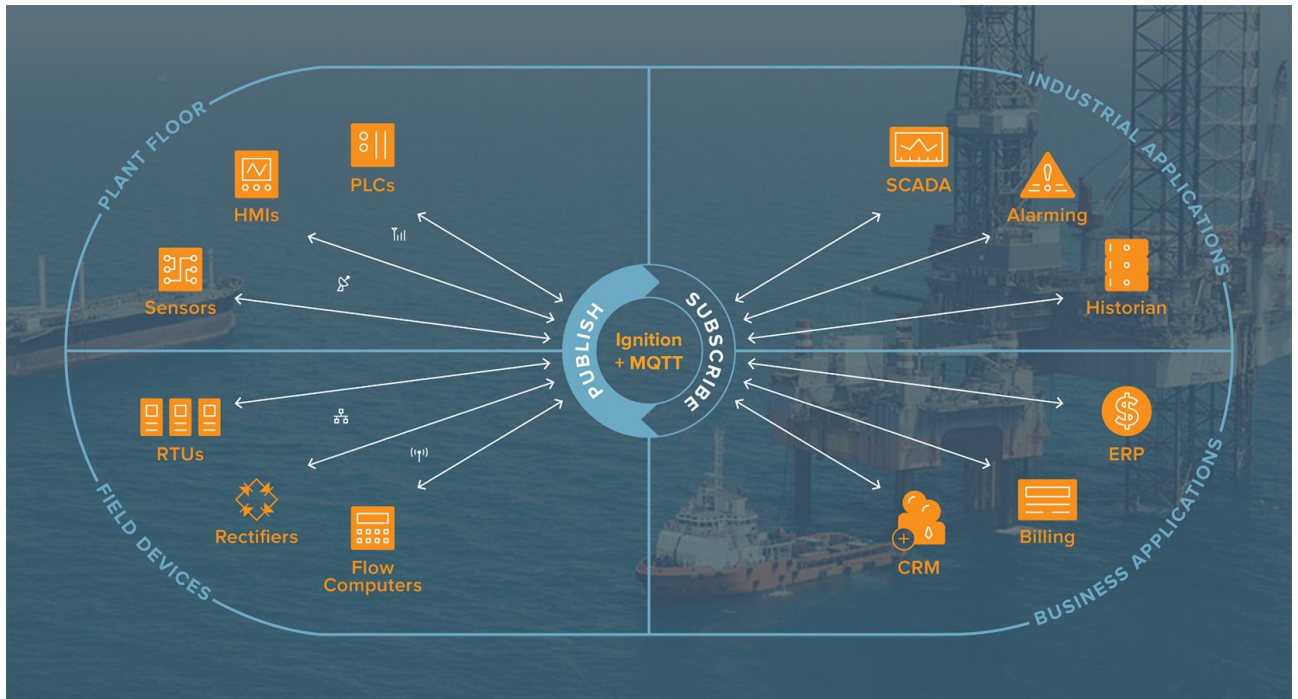 PLANT FLOOR
INDUSTRIAL APPLICATIONS
PLCs
HMIs
Sensors
SCADA
Alarming
Historian
PUBLISH
SUBSCRIBE
Ignition
+ MQTT
RTUs
Rectifiers
Flow
Computers
ERP
Billing
CRM
FIELD DEVICES
BUSINESS APPLICATIONS